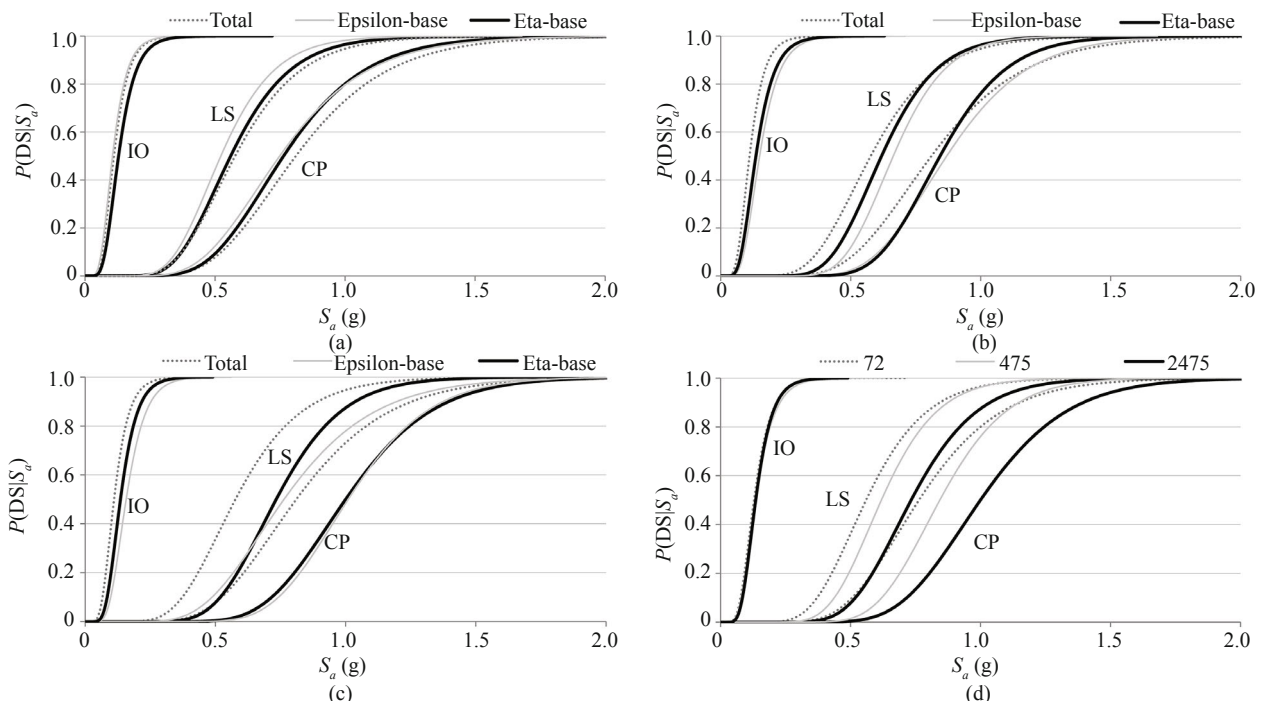 Total Epsilon-base Eta-base
1.0
0.8
0.6
0.4
0.2
0
P(DS|Sa)
IO
LS
CP
0 0.5 1.0 1.5 2.0
Sa (g)
(a)
Total Epsilon-base Eta-base
1.0
0.8
0.6
0.4
0.2
0
P(DS|Sa)
IO
LS
CP
0 0.5 1.0 1.5 2.0
Sa (g)
(b)
Total Epsilon-base Eta-base
1.0
0.8
0.6
0.4
0.2
0
P(DS|Sa)
IO
LS
CP
0 0.5 1.0 1.5 2.0
Sa (g)
(c)
72 475 2475
1.0
0.8
0.6
0.4
0.2
0
P(DS|Sa)
IO
LS
CP
0 0.5 1.0 1.5 2.0
Sa (g)
(d)